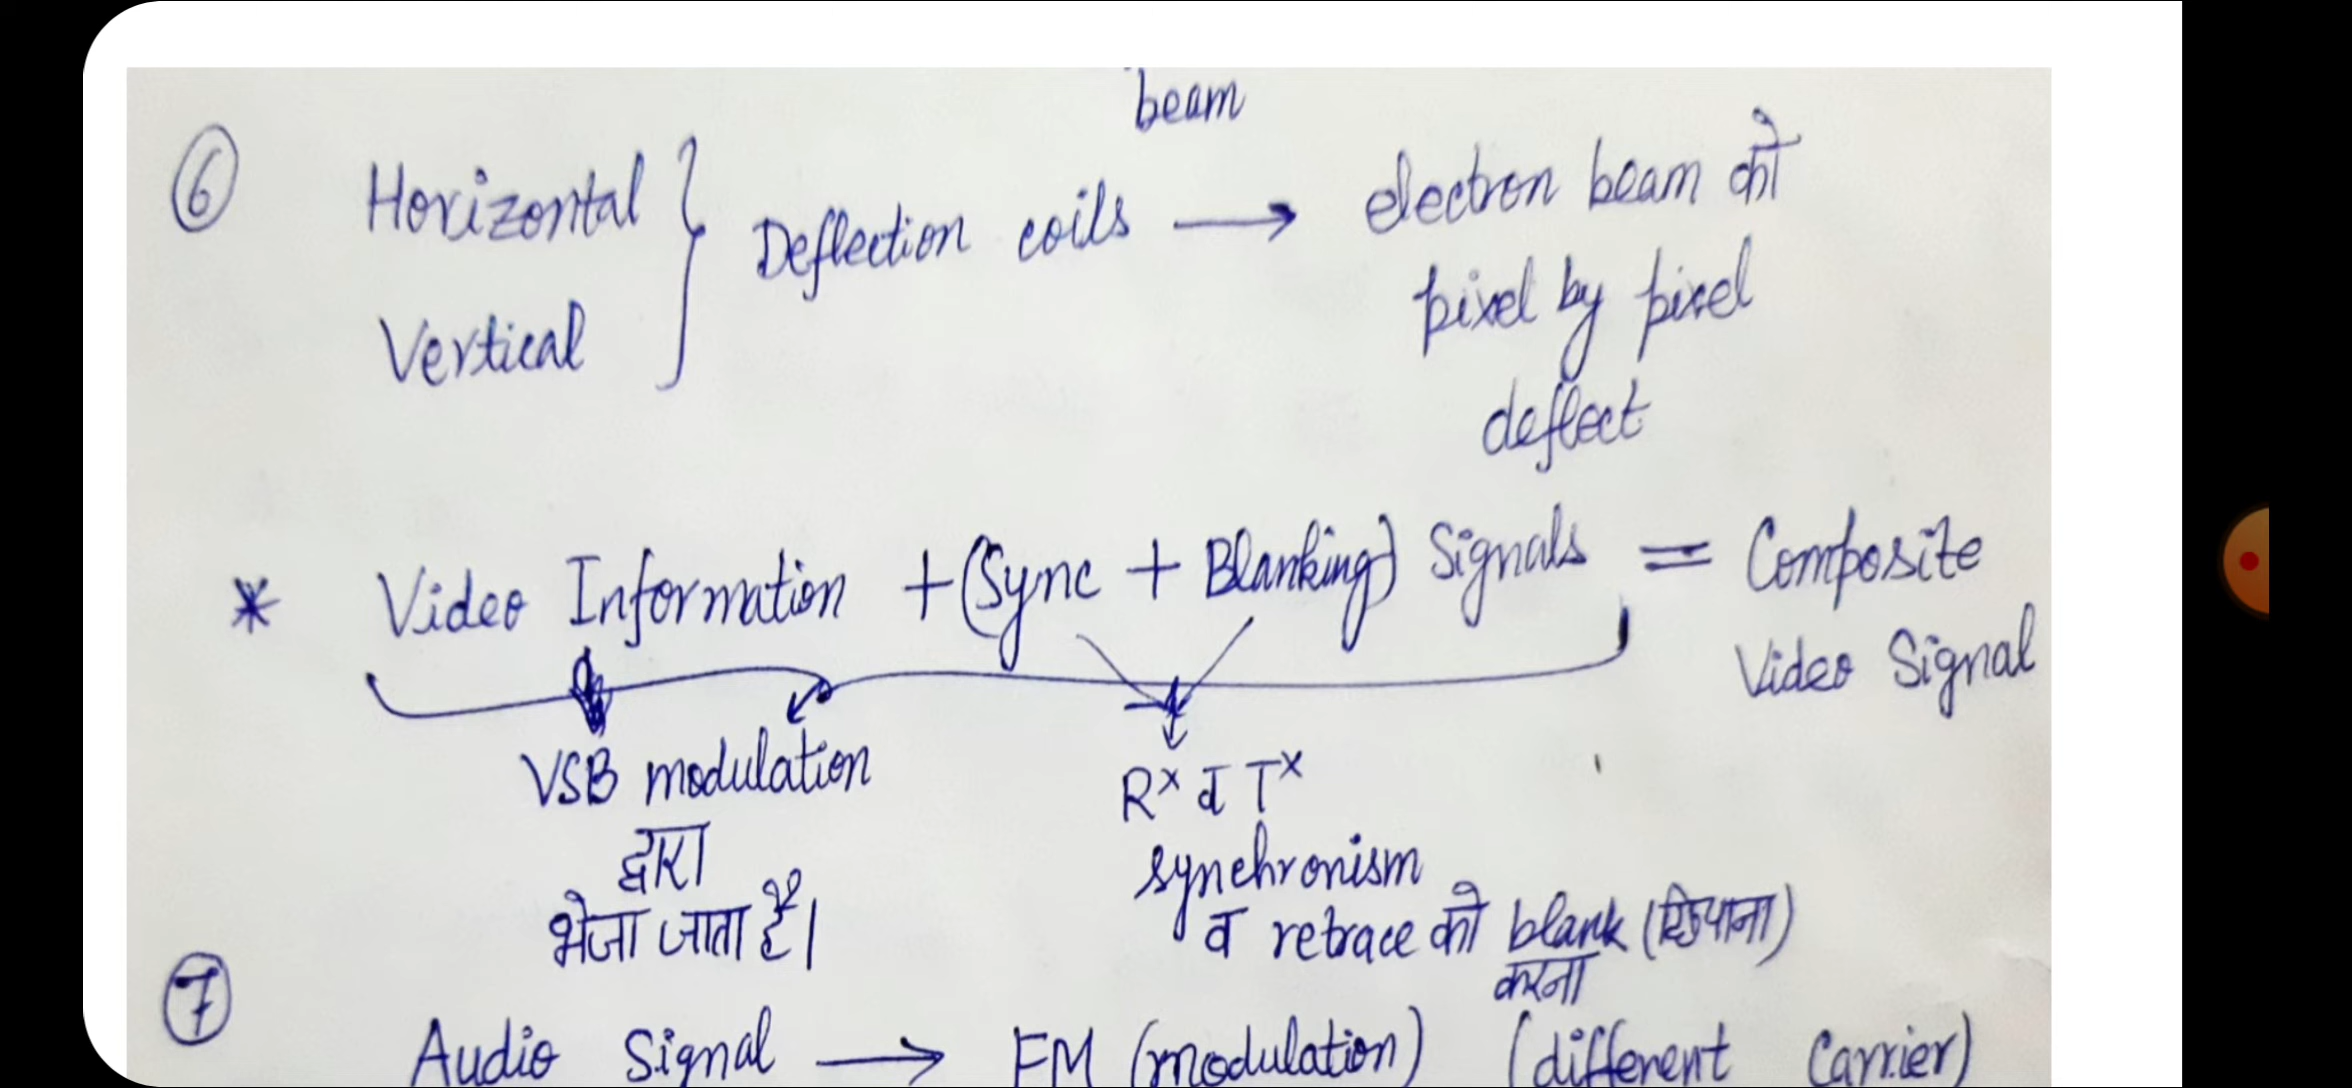 beam
⑥ Horizontal } Deflection coils → electron beam को
Vertical
pixel by pixel
deflect
* Video Information + (Sync + Blanking) Signals = Composite
Video Signal
VSB modulation
द्वारा
भेजा जाता है।
Rˣ व Tˣ
synchronism
व retrace को blank (छिपाना)
करना
⑦ Audio Signal → FM (modulation) (different Carrier)